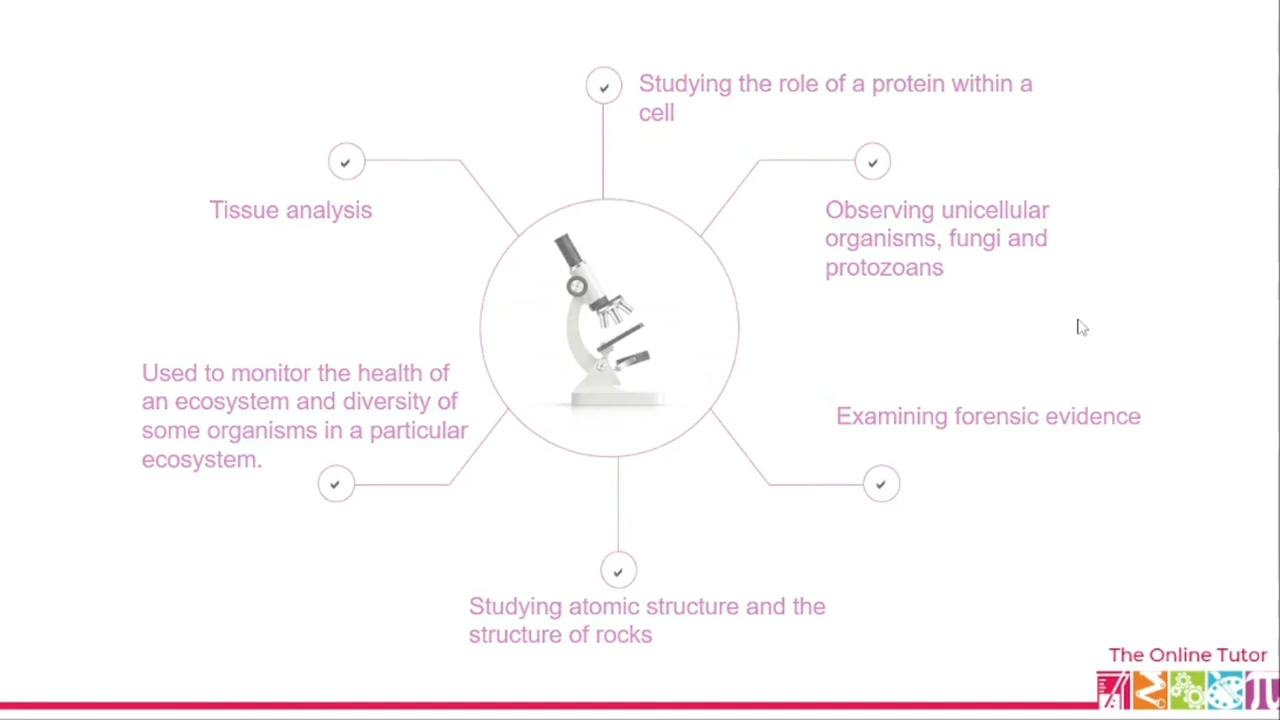 Studying the role of a protein within a
cell
Tissue analysis
Observing unicellular
organisms, fungi and
protozoans
Used to monitor the health of
an ecosystem and diversity of
some organisms in a particular
ecosystem.
Examining forensic evidence
Studying atomic structure and the
structure of rocks
The Online Tutor
π